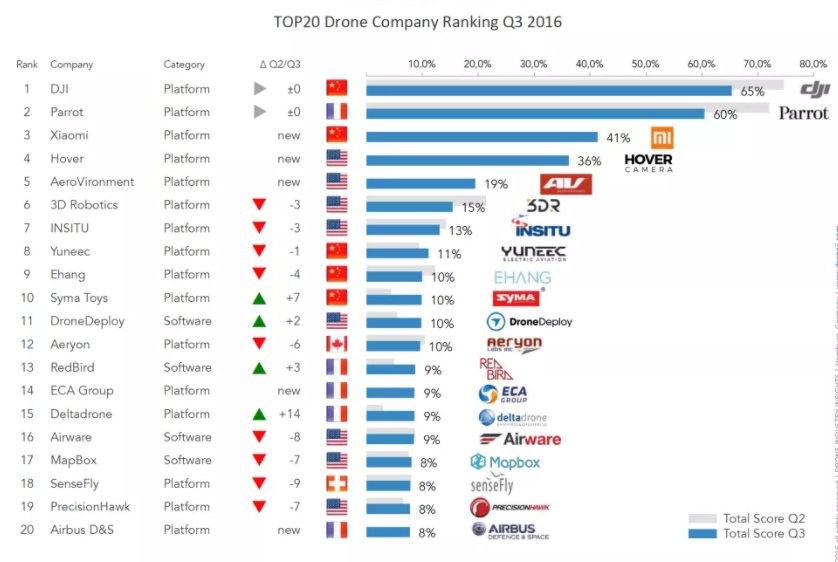 TOP20 Drone Company Ranking Q3 2016
Rank Company Category Δ Q2/Q3 10,0% 20,0% 30,0% 40,0% 50,0% 60,0% 70,0% 80,0%
1 DJI Platform ±0 65% dji
2 Parrot Platform ±0 60% Parrot
3 Xiaomi Platform new 41% MI
4 Hover Platform new 36% HOVER
CAMERA
5 AeroVironment Platform new 19% AV
6 3D Robotics Platform -3 15% 3DR
7 INSITU Platform -3 13% INSITU
8 Yuneec Platform -1 11% YUNEEC
ELECTRIC AVIATION
9 Ehang Platform -4 10% EHANG
10 Syma Toys Platform +7 10% SYMA
11 DroneDeploy Software +2 10% DroneDeploy
12 Aeryon Platform -6 10% aeryon
LABS INC
13 RedBird Software +3 9% RED
BIRD
14 ECA Group Platform new 9% ECA
GROUP
15 Deltadrone Platform +14 9% deltadrone
16 Airware Software -8 9% Airware
17 MapBox Software -7 8% Mapbox
18 SenseFly Platform -9 8% senseFly
19 PrecisionHawk Platform -7 8% PRECISIONHAWK
20 Airbus D&S Platform new 8% AIRBUS
DEFENCE & SPACE
Total Score Q2
Total Score Q3